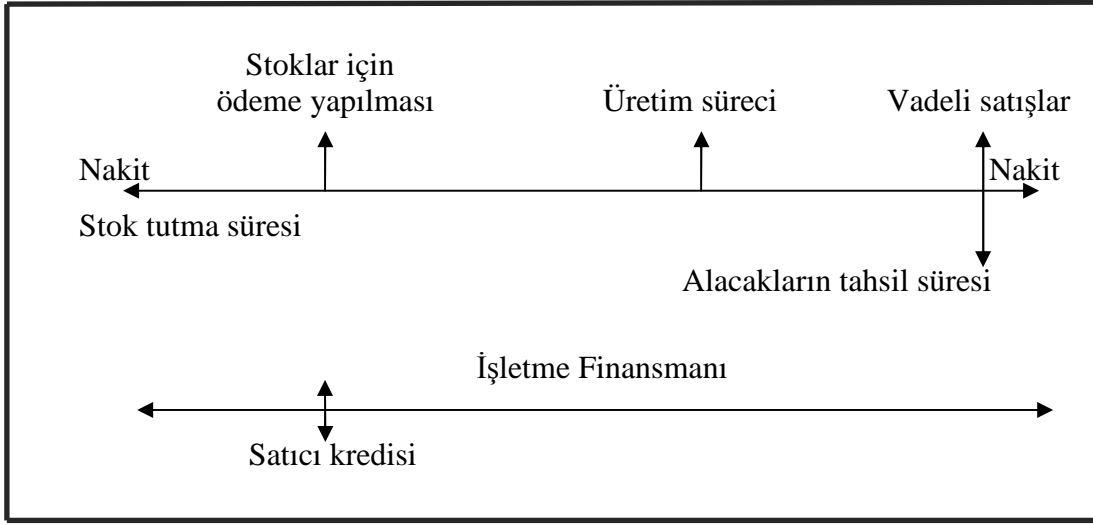 Stoklar için
ödeme yapılması
Üretim süreci
Vadeli satışlar
Nakit
Nakit
Stok tutma süresi
Alacakların tahsil süresi
İşletme Finansmanı
Satıcı kredisi